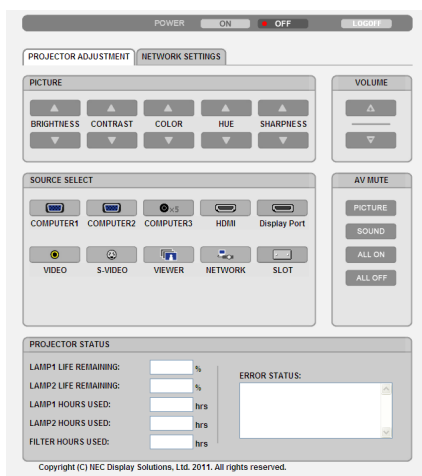 POWER ON OFF LOGOFF
PROJECTOR ADJUSTMENT NETWORK SETTINGS
PICTURE
BRIGHTNESS CONTRAST COLOR HUE SHARPNESS
VOLUME
SOURCE SELECT
×5
COMPUTER1 COMPUTER2 COMPUTER3 HDMI Display Port
VIDEO S-VIDEO VIEWER NETWORK SLOT
AV MUTE
PICTURE
SOUND
ALL ON
ALL OFF
PROJECTOR STATUS
LAMP1 LIFE REMAINING: %
LAMP2 LIFE REMAINING: %
LAMP1 HOURS USED: hrs
LAMP2 HOURS USED: hrs
FILTER HOURS USED: hrs
ERROR STATUS:
Copyright (C) NEC Display Solutions, Ltd. 2011. All rights reserved.